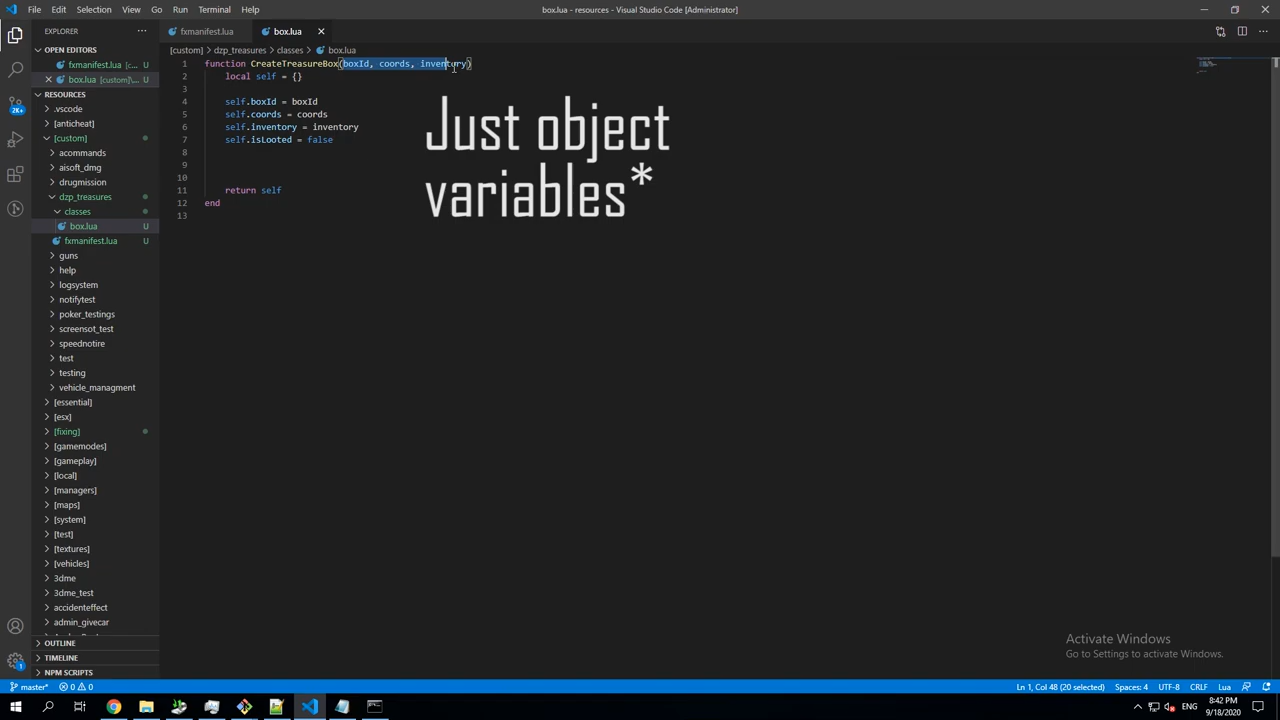 File Edit Selection View Go Run Terminal Help
box.lua - resources - Visual Studio Code [Administrator]
EXPLORER
fxmanifest.lua
box.lua
OPEN EDITORS
fxmanifest.lua [c... U
box.lua [custom]\... U
RESOURCES
.vscode
[anticheat]
[custom]
acommands
aisoft_dmg
drugmission
dzp_treasures
classes
box.lua U
fxmanifest.lua U
guns
help
logsystem
notifytest
poker_testings
screensot_test
speednotire
test
testing
vehicle_managment
[essential]
[esx]
[fixing]
[gamemodes]
[gameplay]
[local]
[managers]
[maps]
[system]
[test]
[textures]
[vehicles]
3dme
3dme_test
accidenteffect
admin_givecar
OUTLINE
TIMELINE
NPM SCRIPTS
2K+
1
[custom] > dzp_treasures > classes > box.lua
1 function CreateTreasureBox(boxId, coords, inventory)
2 local self = {}
3
4 self.boxId = boxId
5 self.coords = coords
6 self.inventory = inventory
7 self.isLooted = false
8
9
10
11 return self
12 end
13
Just object
variables*
Activate Windows
Go to Settings to activate Windows.
master* 0 0 Ln 1, Col 48 (20 selected) Spaces: 4 UTF-8 CRLF Lua
ENG 8:42 PM
9/18/2020